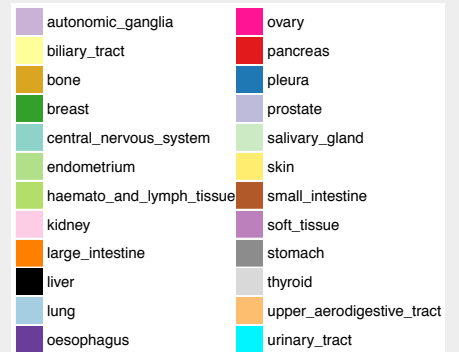 autonomic_ganglia
biliary_tract
bone
breast
central_nervous_system
endometrium
haemato_and_lymph_tissue
kidney
large_intestine
liver
lung
oesophagus
ovary
pancreas
pleura
prostate
salivary_gland
skin
small_intestine
soft_tissue
stomach
thyroid
upper_aerodigestive_tract
urinary_tract